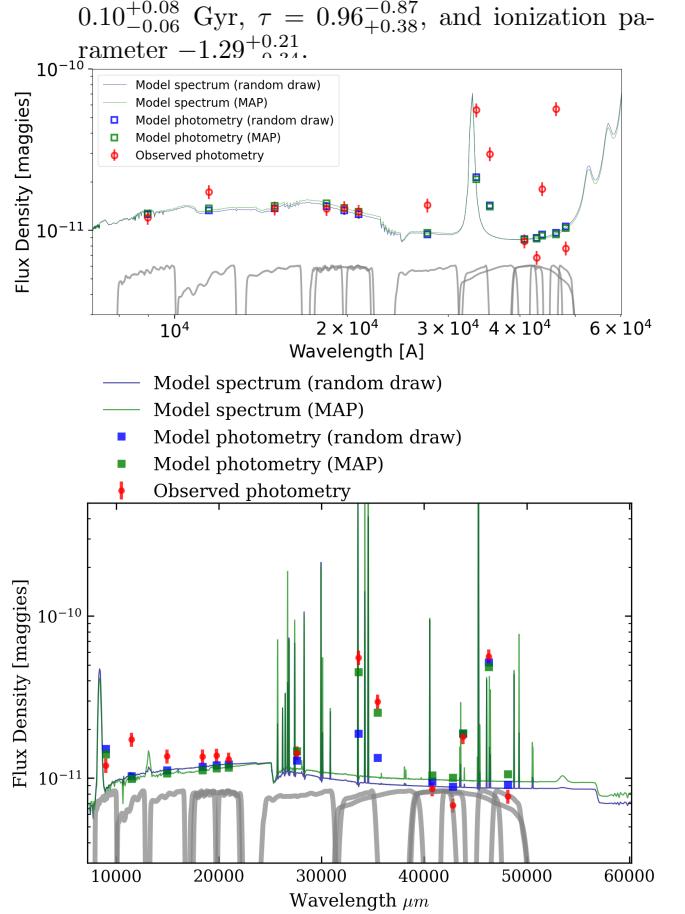 0.10^{+0.08}_{−0.06} Gyr, τ = 0.96^{−0.87}_{+0.38}, and ionization pa-
rameter −1.29^{+0.21}.
10^{−10}
Model spectrum (random draw)
Model spectrum (MAP)
Model photometry (random draw)
Model photometry (MAP)
Observed photometry
Flux Density [maggies]
10^{−11}
10^4 2 × 10^4 3 × 10^4 4 × 10^4 6 × 10^4
Wavelength [A]
Model spectrum (random draw)
Model spectrum (MAP)
Model photometry (random draw)
Model photometry (MAP)
Observed photometry
Flux Density [maggies]
10^{−10}
10^{−11}
10000 20000 30000 40000 50000 60000
Wavelength μm